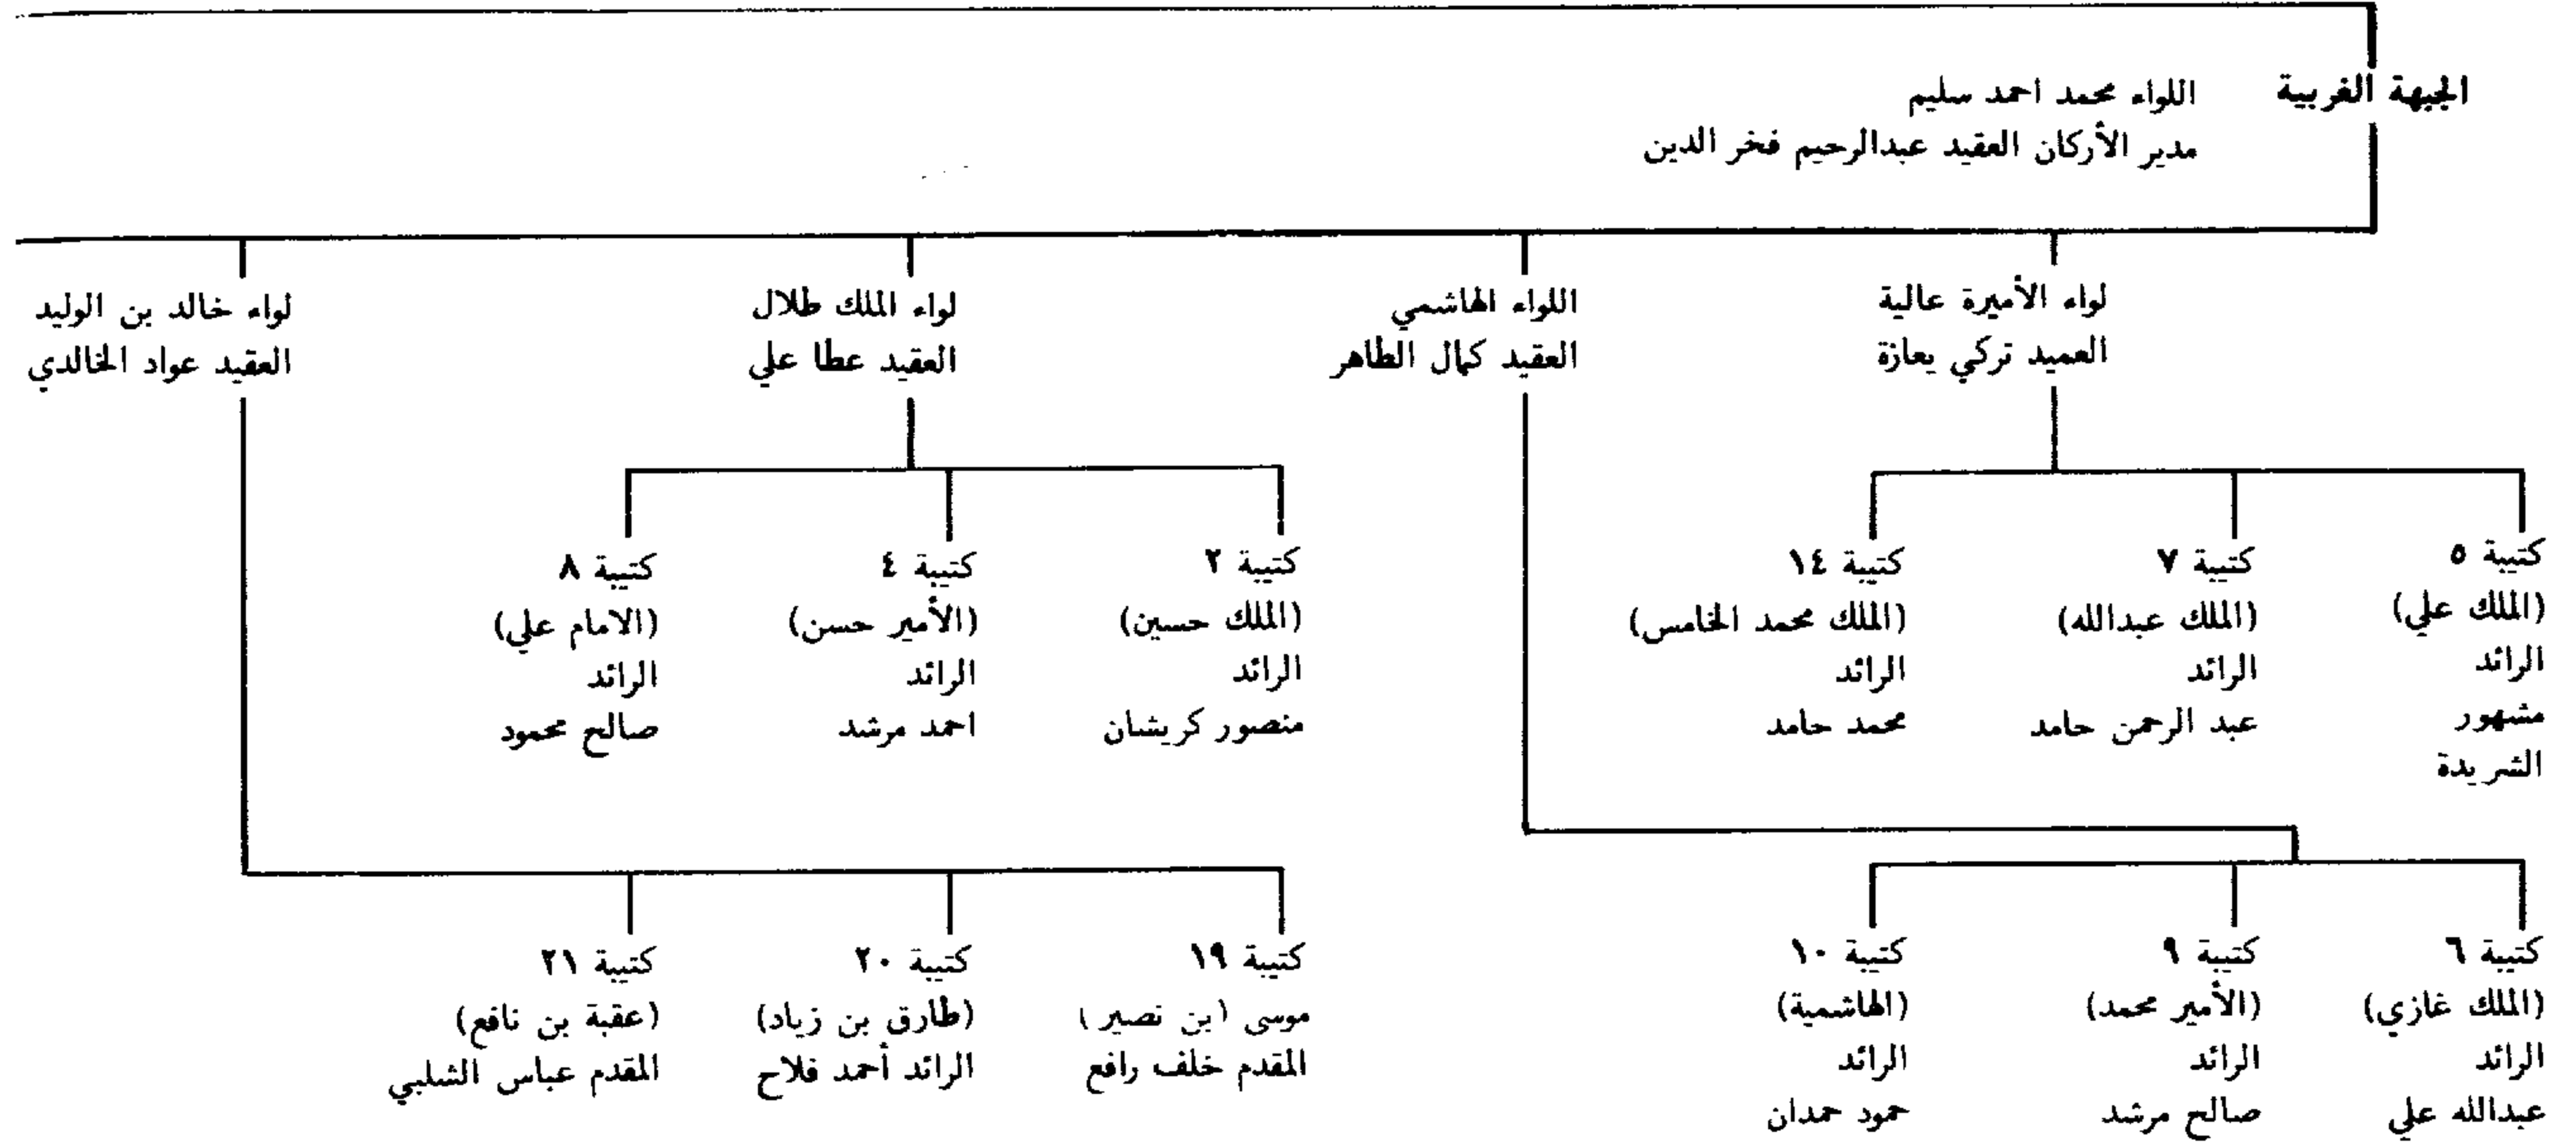 الجبهة الغربية
اللواء محمد احمد سليم
مدير الأركان العقيد عبدالرحيم فخر الدين
لواء الأميرة عالية
العميد تركي بعازة
اللواء الهاشمي
العقيد كمال الطاهر
لواء الملك طلال
العقيد عطا علي
لواء خالد بن الوليد
العقيد عواد الخالدي
كتيبة ٥
(الملك علي)
الرائد
مشهور
الشريدة
كتيبة ٧
(الملك عبدالله)
الرائد
عبد الرحمن حامد
كتيبة ١٤
(الملك محمد الخامس)
الرائد
محمد حامد
كتيبة ٢
(الملك حسين)
الرائد
منصور كريشان
كتيبة ٤
(الأمير حسن)
الرائد
احمد مرشد
كتيبة ٨
(الامام علي)
الرائد
صالح محمود
كتيبة ٦
(الملك غازي)
الرائد
عبدالله علي
كتيبة ٩
(الأمير محمد)
الرائد
صالح مرشد
كتيبة ١٠
(الهاشمية)
الرائد
حمود حمدان
كتيبة ١٩
موسى (بن نصير)
المقدم خلف رافع
كتيبة ٢٠
(طارق بن زياد)
الرائد أحمد فلاح
كتيبة ٢١
(عقبة بن نافع)
المقدم عباس الشلبي